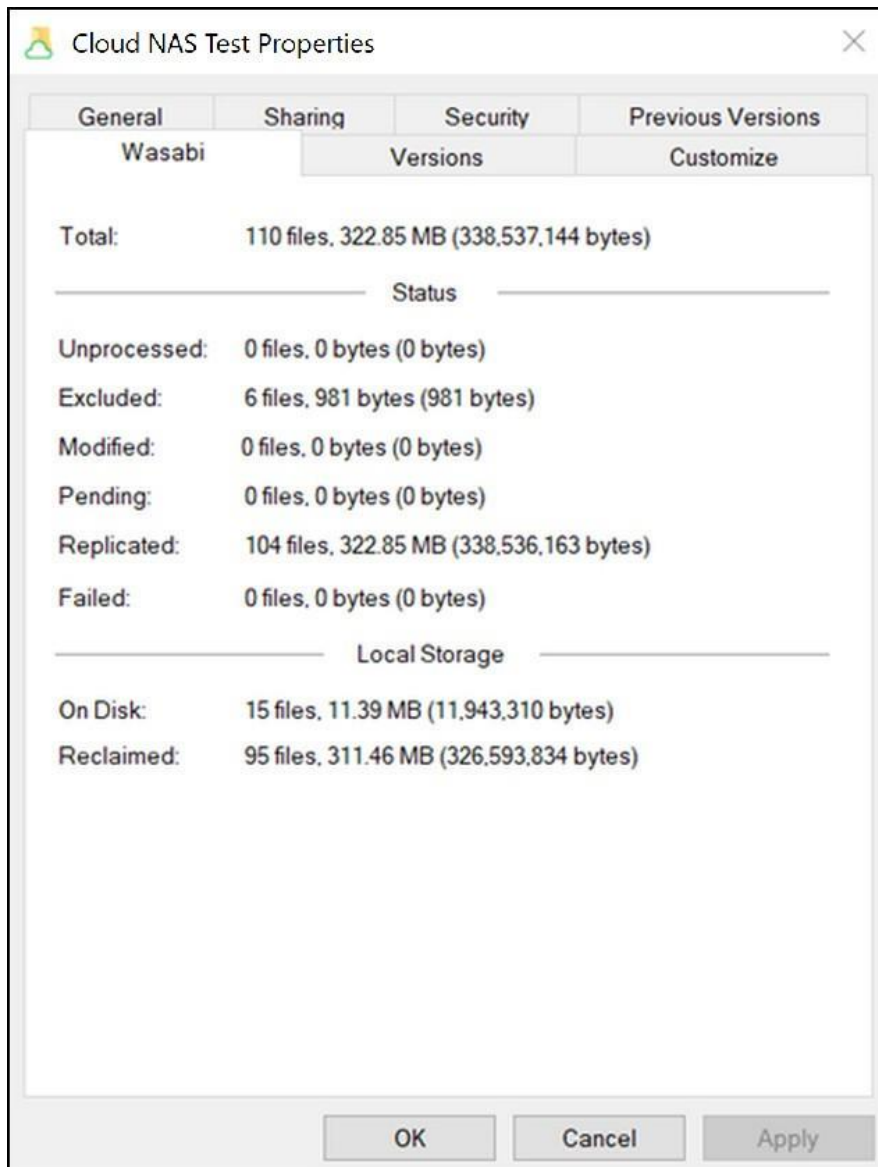 Cloud NAS Test Properties
General Sharing Security Previous Versions
Wasabi Versions Customize
Total: 110 files, 322.85 MB (338,537,144 bytes)
Status
Unprocessed: 0 files, 0 bytes (0 bytes)
Excluded: 6 files, 981 bytes (981 bytes)
Modified: 0 files, 0 bytes (0 bytes)
Pending: 0 files, 0 bytes (0 bytes)
Replicated: 104 files, 322.85 MB (338,536,163 bytes)
Failed: 0 files, 0 bytes (0 bytes)
Local Storage
On Disk: 15 files, 11.39 MB (11,943,310 bytes)
Reclaimed: 95 files, 311.46 MB (326,593,834 bytes)
OK Cancel Apply